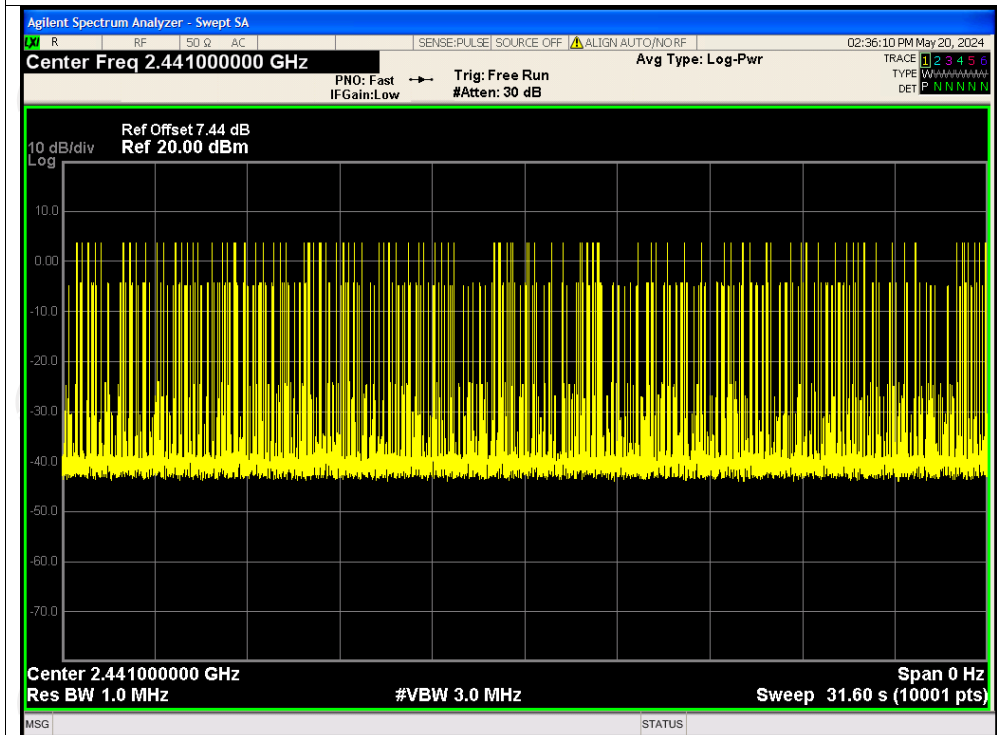 Agilent Spectrum Analyzer - Swept SA
LXI R RF 50 Ω AC SENSE:PULSE SOURCE OFF ALIGN AUTO/NO RF 02:36:10 PM May 20, 2024
Center Freq 2.441000000 GHz Avg Type: Log-Pwr TRACE 1 2 3 4 5 6
PNO: Fast Trig: Free Run TYPE
IFGain:Low #Atten: 30 dB DET P N N N N N
Ref Offset 7.44 dB
10 dB/div Ref 20.00 dBm
Log
10.0
0.00
-10.0
-20.0
-30.0
-40.0
-50.0
-60.0
-70.0
Center 2.441000000 GHz Span 0 Hz
Res BW 1.0 MHz #VBW 3.0 MHz Sweep 31.60 s (10001 pts)
MSG STATUS